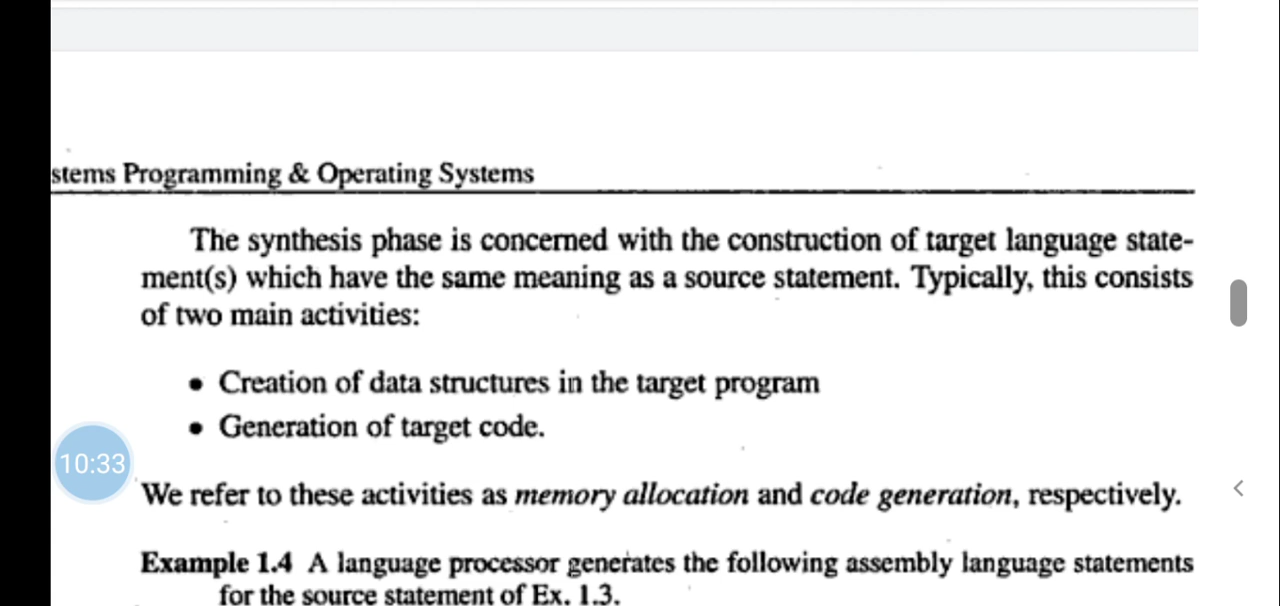 stems Programming & Operating Systems
The synthesis phase is concerned with the construction of target language state-
ment(s) which have the same meaning as a source statement. Typically, this consists
of two main activities:
• Creation of data structures in the target program
• Generation of target code.
10:33
We refer to these activities as memory allocation and code generation, respectively.
Example 1.4 A language processor generates the following assembly language statements
for the source statement of Ex. 1.3.